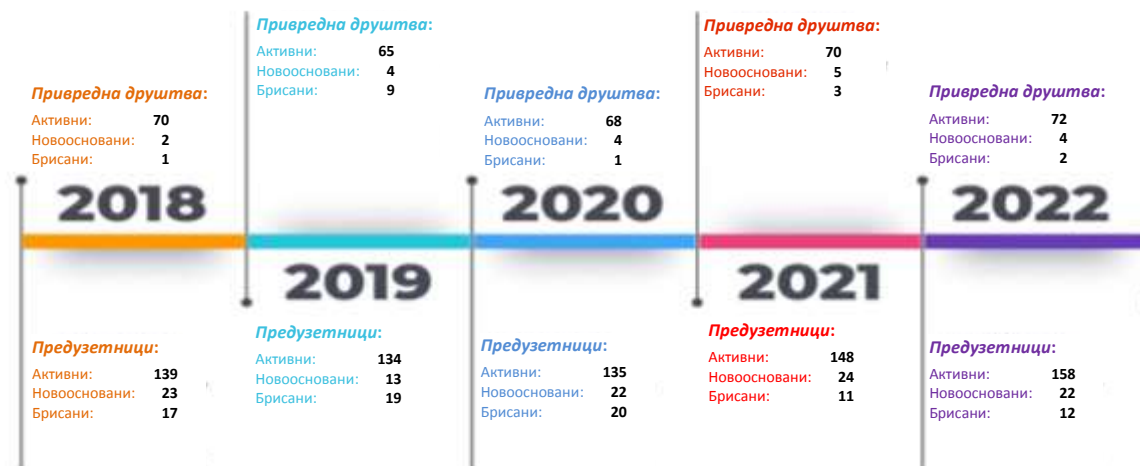 Привредна друштва:
Активни: 70
Новоосновани: 2
Брисани: 1
2018
Предузетници:
Активни: 139
Новоосновани: 23
Брисани: 17
Привредна друштва:
Активни: 65
Новоосновани: 4
Брисани: 9
2019
Предузетници:
Активни: 134
Новоосновани: 13
Брисани: 19
Привредна друштва:
Активни: 68
Новоосновани: 4
Брисани: 1
2020
Предузетници:
Активни: 135
Новоосновани: 22
Брисани: 20
Привредна друштва:
Активни: 70
Новоосновани: 5
Брисани: 3
2021
Предузетници:
Активни: 148
Новоосновани: 24
Брисани: 11
Привредна друштва:
Активни: 72
Новоосновани: 4
Брисани: 2
2022
Предузетници:
Активни: 158
Новоосновани: 22
Брисани: 12